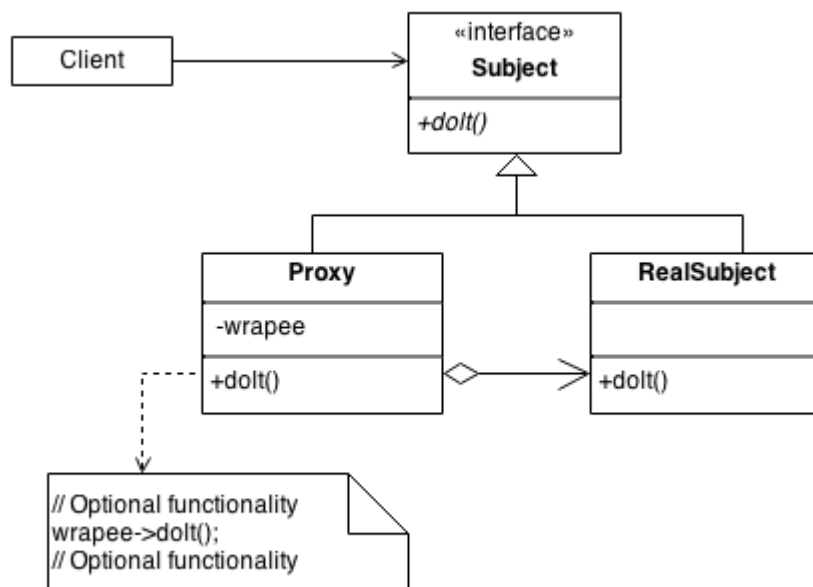 Client
«interface»
Subject
+doIt()
Proxy
-wrapee
+doIt()
RealSubject
+doIt()
// Optional functionality
wrapee->doIt();
// Optional functionality